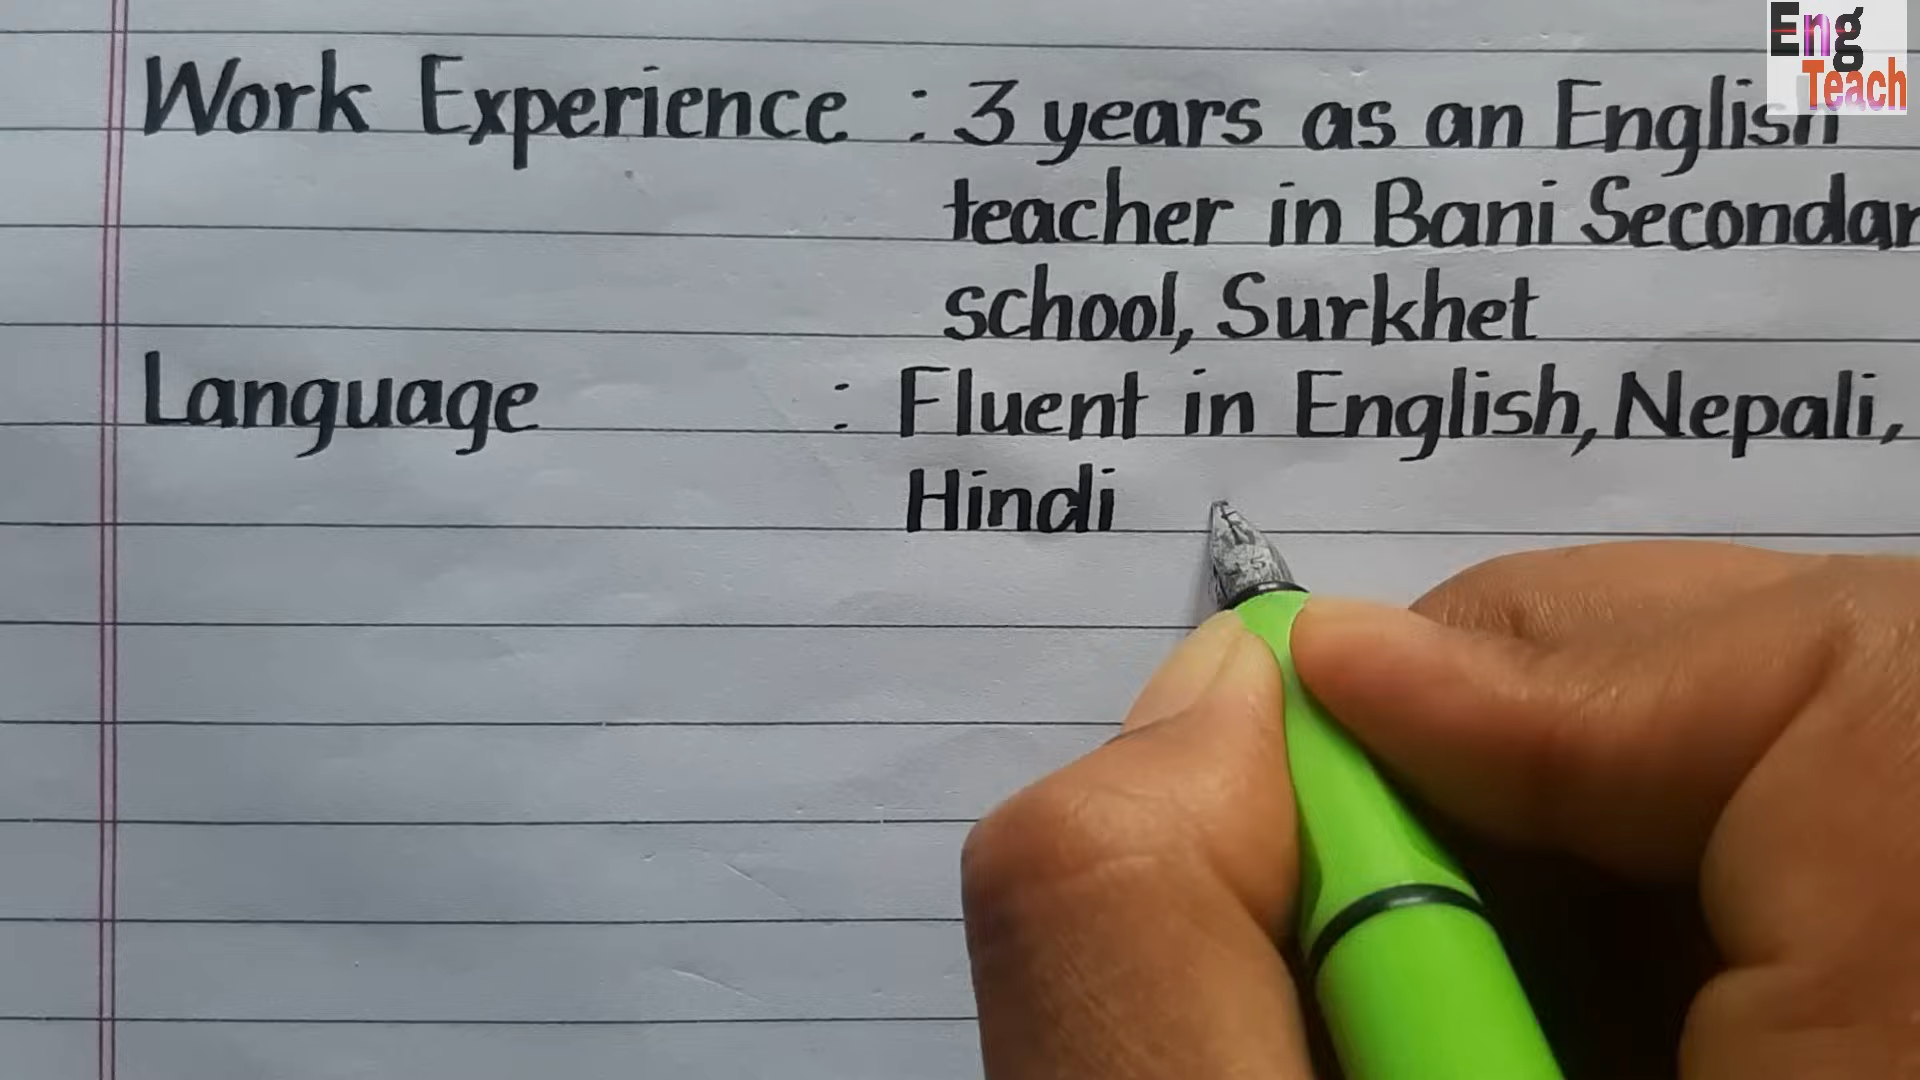 Eng
Teach
Work Experience : 3 years as an English
teacher in Bani Secondar
school, Surkhet
Language : Fluent in English, Nepali,
Hindi